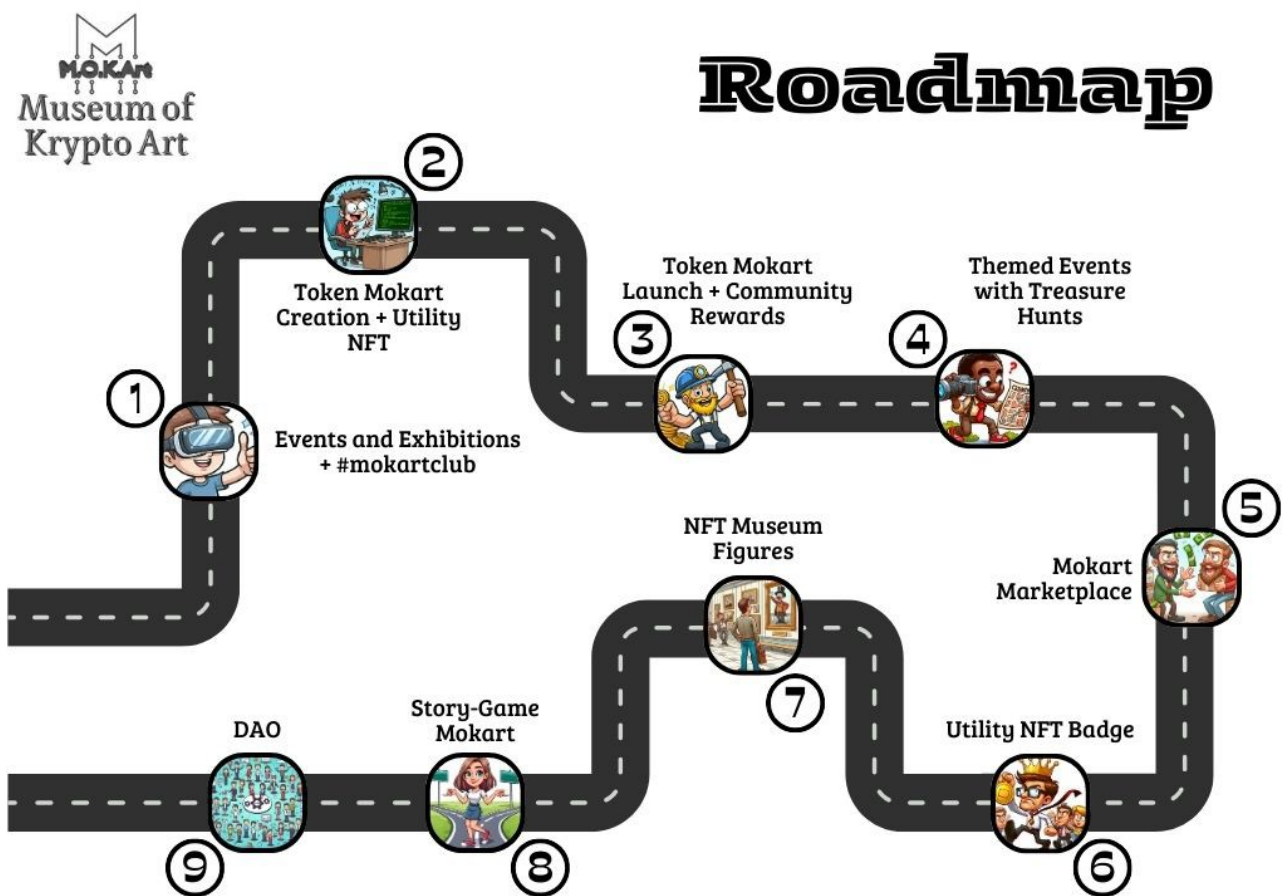 M.O.K.Art
Museum of
Krypto Art
Roadmap
1
Events and Exhibitions
+ #mokartclub
2
Token Mokart
Creation + Utility
NFT
Token Mokart
Launch + Community
Rewards
3
Themed Events
with Treasure
Hunts
4
5
Mokart
Marketplace
Utility NFT Badge
6
NFT Museum
Figures
7
Story-Game
Mokart
8
DAO
9